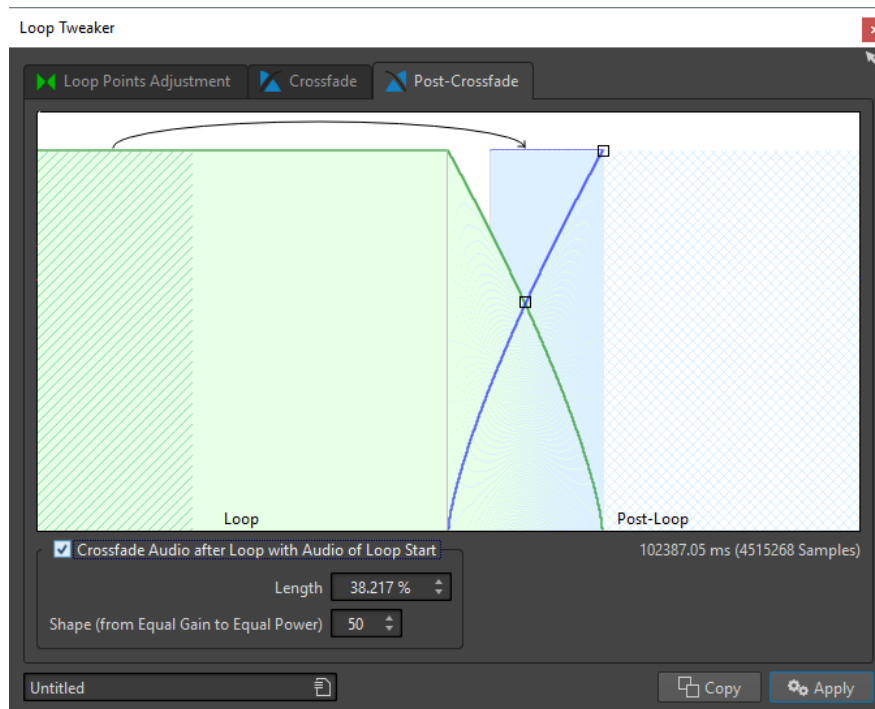 Loop Tweaker
Loop Points Adjustment
Crossfade
Post-Crossfade
Loop
Post-Loop
Crossfade Audio after Loop with Audio of Loop Start
102387.05 ms (4515268 Samples)
Length 38.217 %
Shape (from Equal Gain to Equal Power) 50
Untitled
Copy
Apply